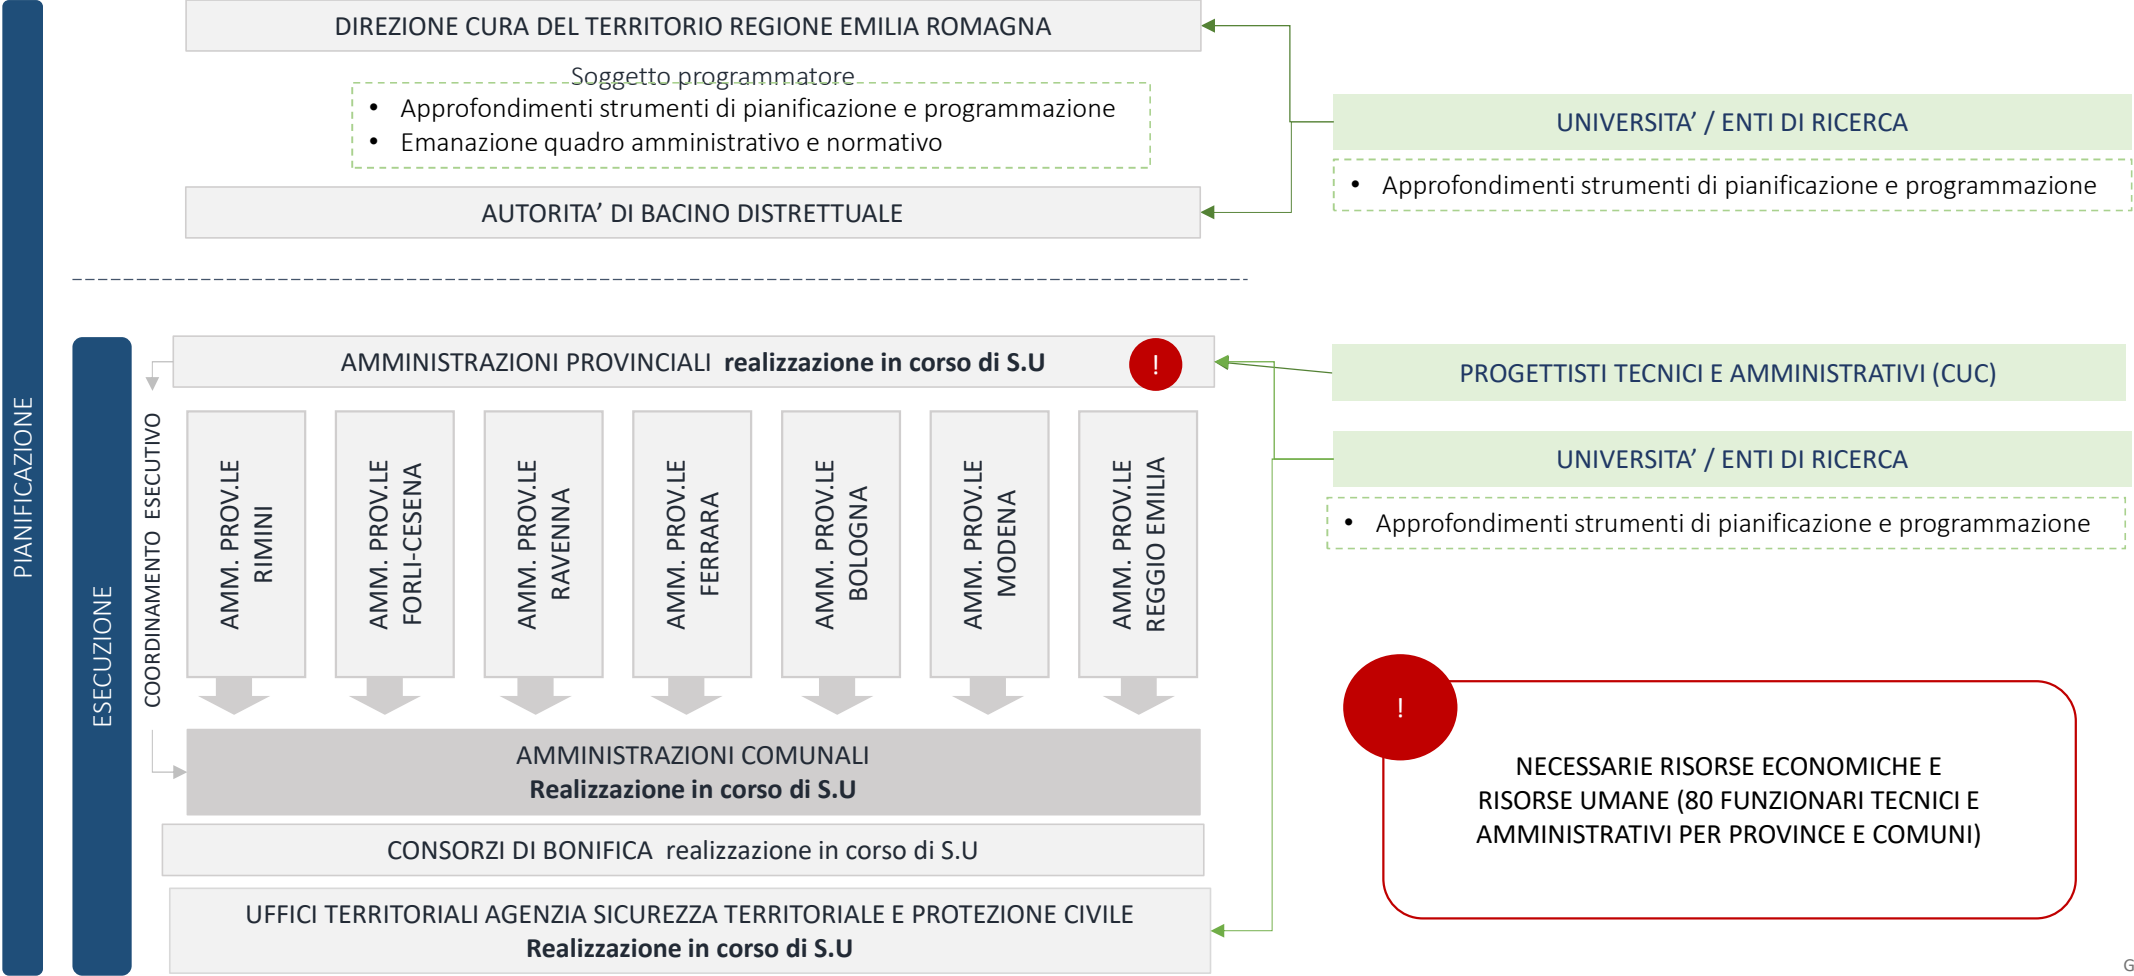 PIANIFICAZIONE
DIREZIONE CURA DEL TERRITORIO REGIONE EMILIA ROMAGNA
Soggetto programmatore
• Approfondimenti strumenti di pianificazione e programmazione
• Emanazione quadro amministrativo e normativo
AUTORITA’ DI BACINO DISTRETTUALE
UNIVERSITA’ / ENTI DI RICERCA
• Approfondimenti strumenti di pianificazione e programmazione
ESECUZIONE
COORDINAMENTO ESECUTIVO
AMMINISTRAZIONI PROVINCIALI realizzazione in corso di S.U
!
AMM. PROV.LE
RIMINI
AMM. PROV.LE
FORLI-CESENA
AMM. PROV.LE
RAVENNA
AMM. PROV.LE
FERRARA
AMM. PROV.LE
BOLOGNA
AMM. PROV.LE
MODENA
AMM. PROV.LE
REGGIO EMILIA
AMMINISTRAZIONI COMUNALI
Realizzazione in corso di S.U
CONSORZI DI BONIFICA realizzazione in corso di S.U
UFFICI TERRITORIALI AGENZIA SICUREZZA TERRITORIALE E PROTEZIONE CIVILE
Realizzazione in corso di S.U
PROGETTISTI TECNICI E AMMINISTRATIVI (CUC)
UNIVERSITA’ / ENTI DI RICERCA
• Approfondimenti strumenti di pianificazione e programmazione
!
NECESSARIE RISORSE ECONOMICHE E
RISORSE UMANE (80 FUNZIONARI TECNICI E
AMMINISTRATIVI PER PROVINCE E COMUNI)
G